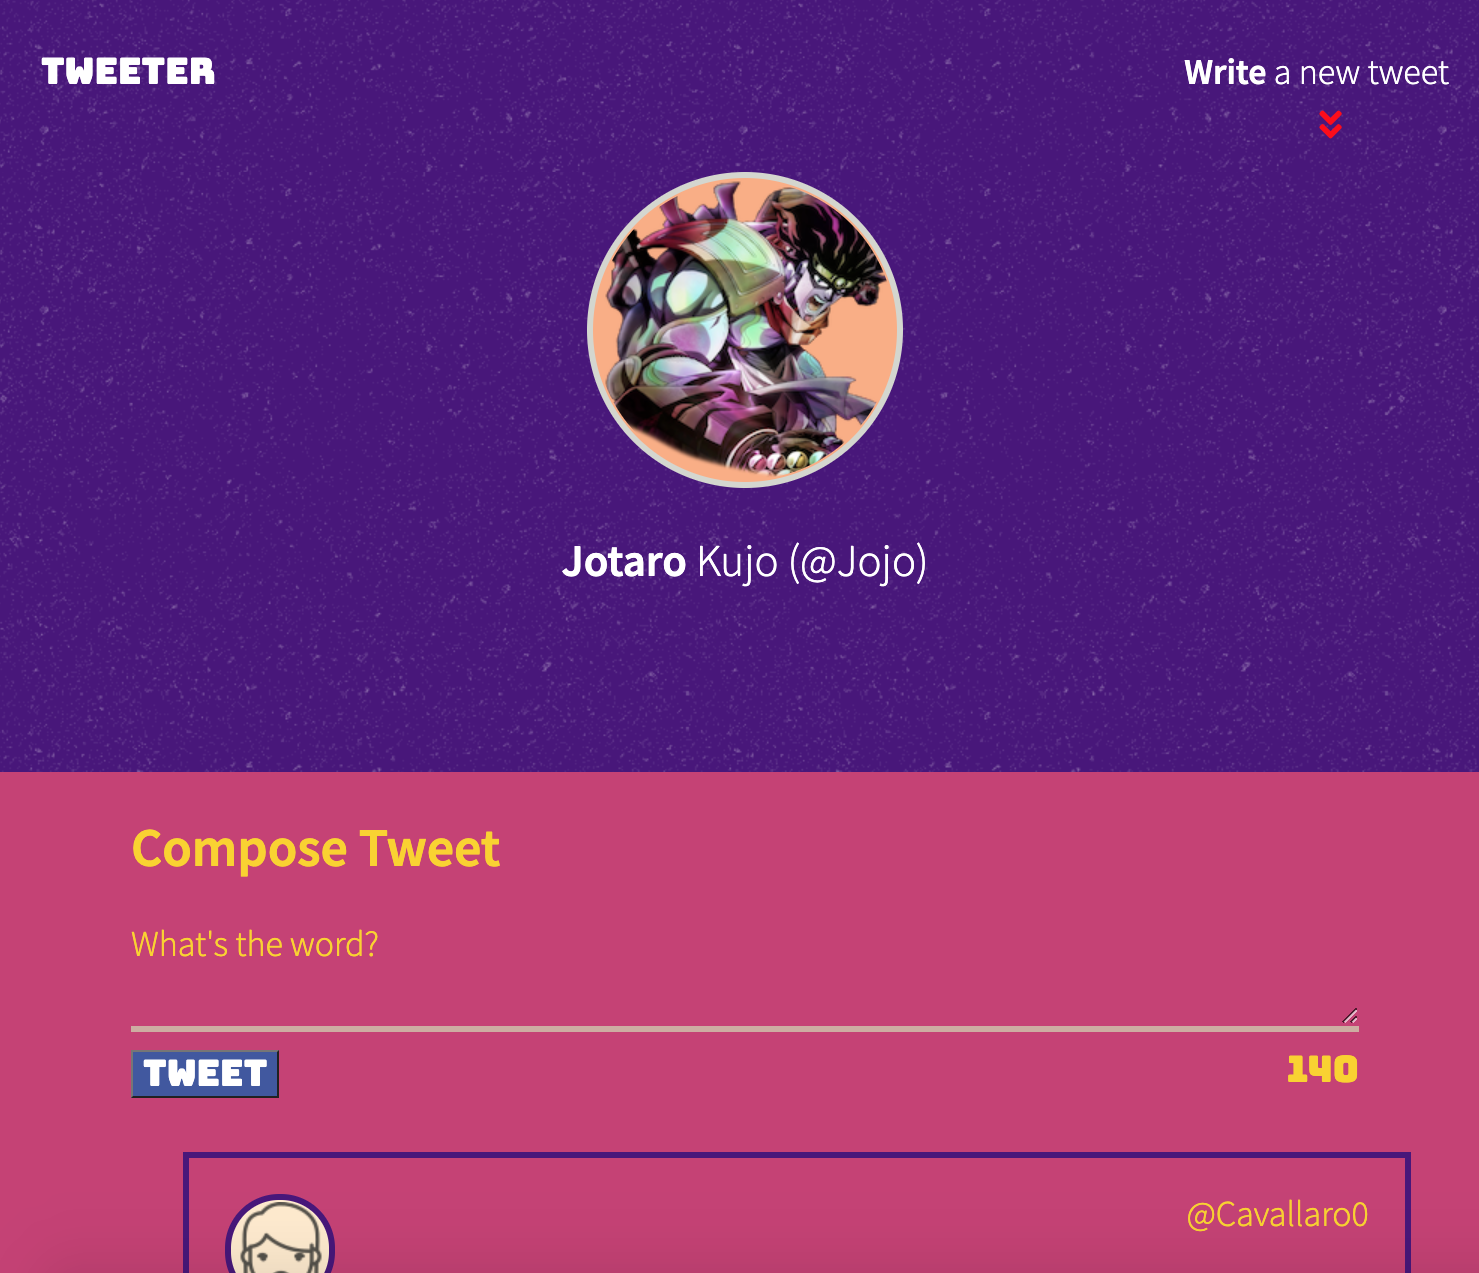 TWEETER
Write a new tweet
Jotaro Kujo (@Jojo)
Compose Tweet
What's the word?
TWEET
140
@Cavallaro0